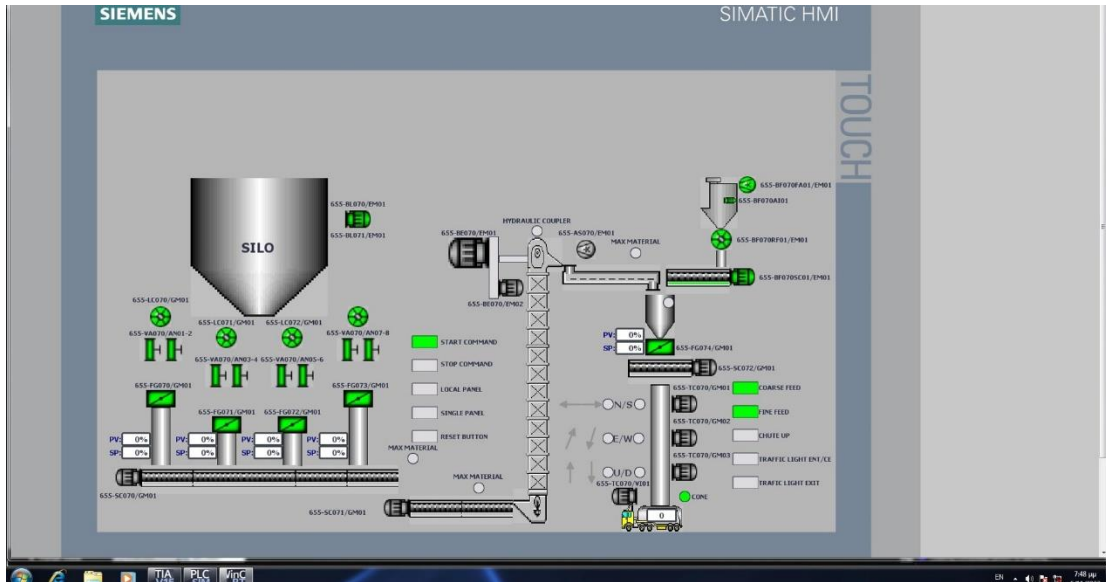 SIEMENS
SIMATIC HMI
TOUCH
SILO
655-BL070/EM01
655-BL071/EM01
HYDRAULIC COUPLER
655-BE070/EM01
655-BE070/EM02
655-AS070/EM01
MAX MATERIAL
655-BF070FA01/EM01
655-BF070AI01
655-BF070RF01/EM01
655-BF070SC01/EM01
655-LC070/GM01
655-LC071/GM01
655-LC072/GM01
655-VA070/AN01-2
655-VA070/AN03-4
655-VA070/AN05-6
655-VA070/AN07-8
655-FG070/GM01
655-FG071/GM01
655-FG072/GM01
655-FG073/GM01
PV: 0%
SP: 0%
PV: 0%
SP: 0%
PV: 0%
SP: 0%
PV: 0%
SP: 0%
655-SC070/GM01
MAX MATERIAL
START COMMAND
STOP COMMAND
LOCAL PANEL
SINGLE PANEL
RESET BUTTON
MAX MATERIAL
655-SC071/GM01
PV: 0%
SP: 0%
655-FG074/GM01
655-SC072/GM01
N/S
E/W
U/D
655-TC070/GM01
655-TC070/GM02
655-TC070/GM03
655-TC070/VI01
CONE
0
COARSE FEED
FINE FEED
CHUTE UP
TRAFFIC LIGHT ENT/CE
TRAFIC LIGHT EXIT
TIA
PLC
WinC
EN
7:48 μμ